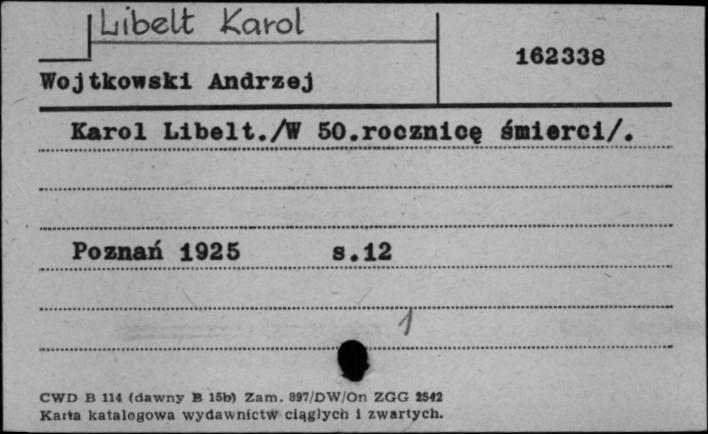 Libelt Karol
162338
Wojtkowski Andrzej
Karol Libelt./W 50.rocznicę śmierci/.
Poznań 1925 s.12
1
CWD B 114 (dawny B 15b) Zam. 897/DW/On ZGG 2542
Karta katalogowa wydawnictw ciągłych i zwartych.